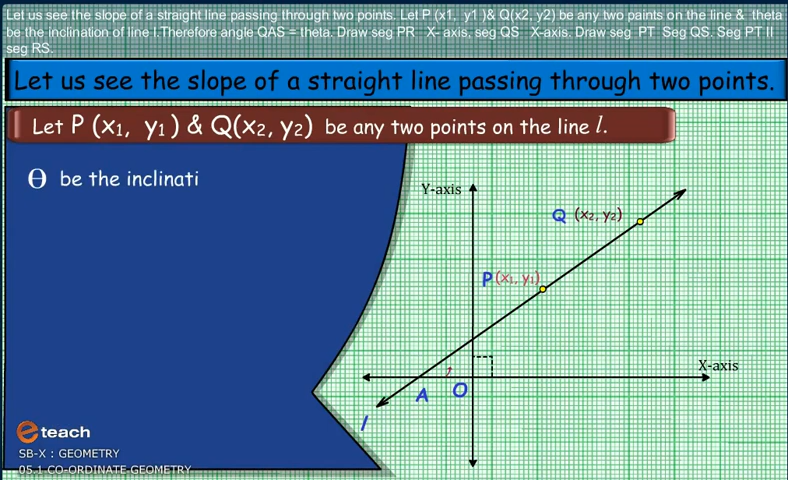 Let us see the slope of a straight line passing through two points. Let P (x1, y1 )& Q(x2, y2) be any two paints on the line & theta
be the inclination of line l.Therefore angle QAS = theta. Draw seg PR X- axis, seg QS X-axis. Draw seg PT Seg QS. Seg PT II
seg RS.
Let us see the slope of a straight line passing through two points.
Let P (x₁, y₁) & Q(x₂, y₂) be any two points on the line l.
Θ be the inclinati
Y-axis
Q (x₂, y₂)
P(x₁, y₁)
X-axis
A O
l
eteach
SB-X : GEOMETRY
05.1 CO-ORDINATE GEOMETRY